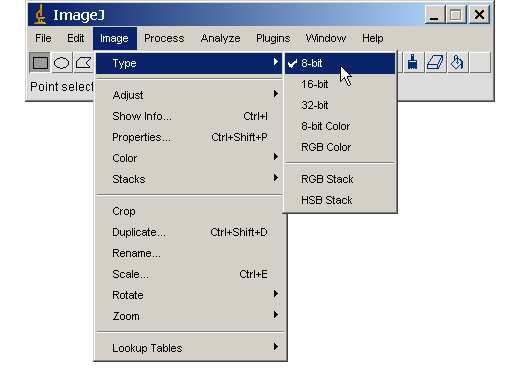 ImageJ
File Edit Image Process Analyze Plugins Window Help
Point select
Type
Adjust
Show Info... Ctrl+I
Properties... Ctrl+Shift+P
Color
Stacks
Crop
Duplicate... Ctrl+Shift+D
Rename...
Scale... Ctrl+E
Rotate
Zoom
Lookup Tables
8-bit
16-bit
32-bit
8-bit Color
RGB Color
RGB Stack
HSB Stack